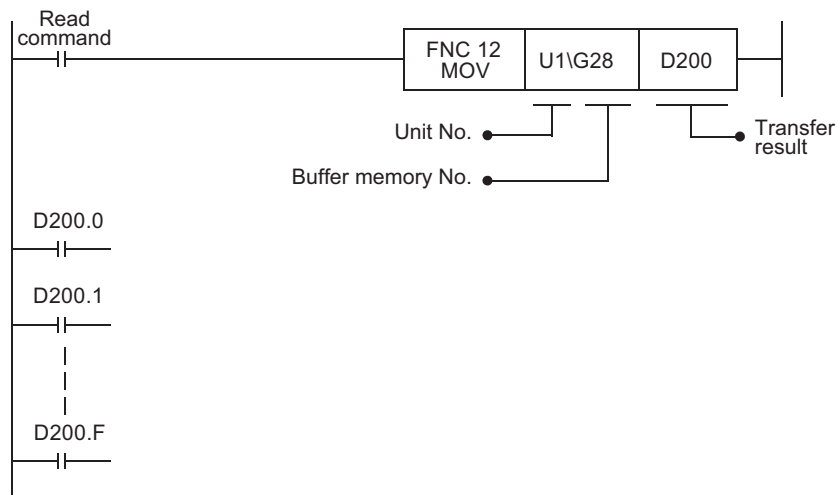 Read
command
FNC 12
MOV
U1\G28
D200
Unit No.
Transfer
result
Buffer memory No.
D200.0
D200.1
D200.F